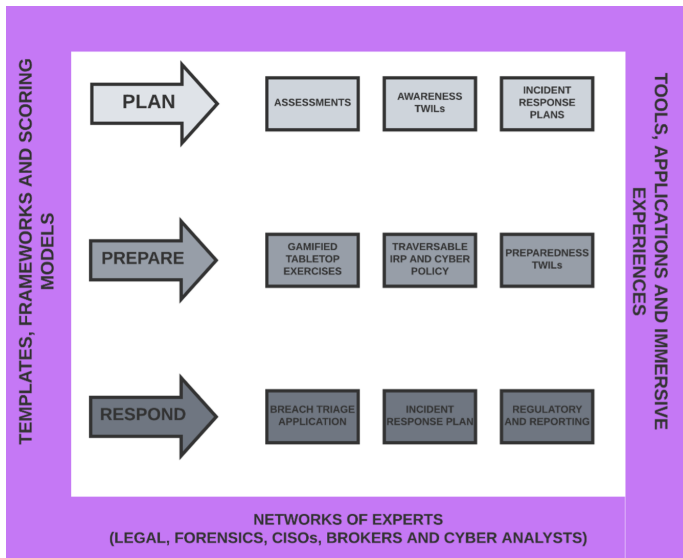 TEMPLATES, FRAMEWORKS AND SCORING
MODELS
PLAN
ASSESSMENTS
AWARENESS
TWILs
INCIDENT
RESPONSE
PLANS
PREPARE
GAMIFIED
TABLETOP
EXERCISES
TRAVERSABLE
IRP AND CYBER
POLICY
PREPAREDNESS
TWILs
RESPOND
BREACH TRIAGE
APPLICATION
INCIDENT
RESPONSE PLAN
REGULATORY
AND REPORTING
TOOLS, APPLICATIONS AND IMMERSIVE
EXPERIENCES
NETWORKS OF EXPERTS
(LEGAL, FORENSICS, CISOs, BROKERS AND CYBER ANALYSTS)